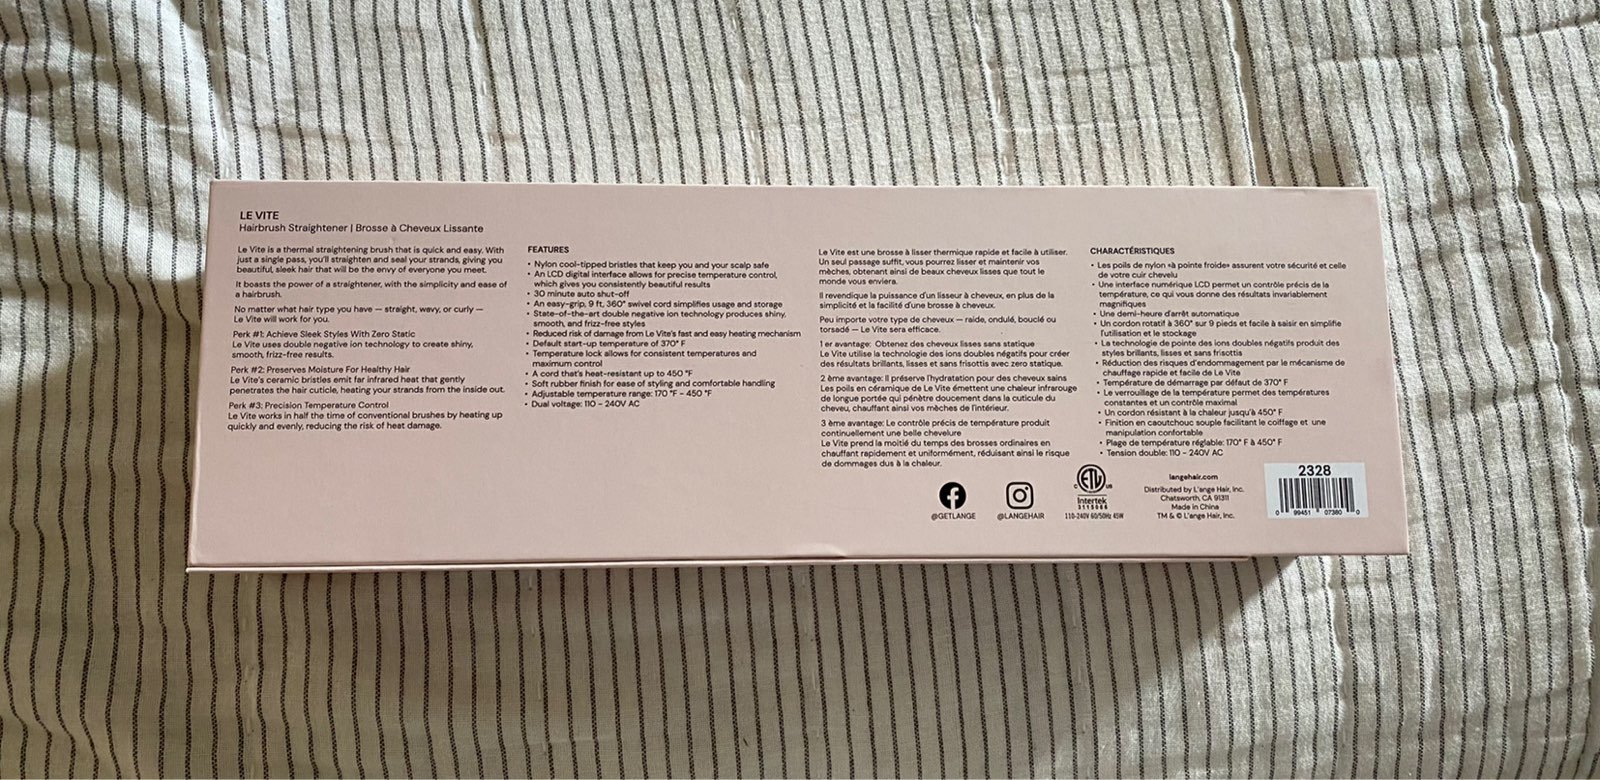 LE VITE
Hairbrush Straightener | Brosse à Cheveux Lissante
Le Vite is a thermal straightening brush that is quick and easy. With
just a single pass, you'll straighten and seal your strands, giving you
beautiful, sleek hair that will be the envy of everyone you meet.
It boasts the power of a straightener, with the simplicity and ease of
a hairbrush.
No matter what hair type you have — straight, wavy, or curly —
Le Vite will work for you.
Perk #1: Achieve Sleek Styles With Zero Static
Le Vite uses double negative ion technology to create shiny,
smooth, frizz-free results.
Perk #2: Preserves Moisture For Healthy Hair
Le Vite's ceramic bristles emit far infrared heat that gently
penetrates the hair cuticle, heating your strands from the inside out.
Perk #3: Precision Temperature Control
Le Vite works in half the time of conventional brushes by heating up
quickly and evenly, reducing the risk of heat damage.
FEATURES
• Nylon cool-tipped bristles that keep you and your scalp safe
• An LCD digital interface allows for precise temperature control,
which gives you consistently beautiful results
• 30 minute auto shut-off
• An easy-grip, 9 ft, 360° swivel cord simplifies usage and storage
• State-of-the-art double negative ion technology produces shiny,
smooth, and frizz-free styles
• Reduced risk of damage from Le Vite's fast and easy heating mechanism
• Default start-up temperature of 370° F
• Temperature lock allows for consistent temperatures and
maximum control
• A cord that's heat-resistant up to 450 °F
• Soft rubber finish for ease of styling and comfortable handling
• Adjustable temperature range: 170 °F - 450 °F
• Dual voltage: 110 - 240V AC
Le Vite est une brosse à lisser thermique rapide et facile à utiliser.
Un seul passage suffit, vous pourrez lisser et maintenir vos
mèches, obtenant ainsi de beaux cheveux lisses que tout le
monde vous enviera.
Il revendique la puissance d'un lisseur à cheveux, en plus de la
simplicité et la facilité d'une brosse à cheveux.
Peu importe votre type de cheveux — raide, ondulé, bouclé ou
torsadé — Le Vite sera efficace.
1 er avantage: Obtenez des cheveux lisses sans statique
Le Vite utilise la technologie des ions doubles négatifs pour créer
des résultats brillants, lisses et sans frisottis avec zero statique.
2 ème avantage: Il préserve l'hydratation pour des cheveux sains
Les poils en céramique de Le Vite émettent une chaleur infrarouge
de longue portée qui pénètre doucement dans la cuticule du
cheveu, chauffant ainsi vos mèches de l'intérieur.
3 ème avantage: Le contrôle précis de température produit
continuellement une belle chevelure
Le Vite prend la moitié du temps des brosses ordinaires en
chauffant rapidement et uniformément, réduisant ainsi le risque
de dommages dus à la chaleur.
CHARACTÉRISTIQUES
• Les poils de nylon «à pointe froide» assurent votre sécurité et celle
de votre cuir chevelu
• Une interface numérique LCD permet un contrôle précis de la
température, ce qui vous donne des résultats invariablement
magnifiques
• Une demi-heure d'arrêt automatique
• Un cordon rotatif à 360° sur 9 pieds et facile à saisir en simplifie
l'utilisation et le stockage
• La technologie de pointe des ions doubles négatifs produit des
styles brillants, lisses et sans frisottis
• Réduction des risques d'endommagement par le mécanisme de
chauffage rapide et facile de Le Vite
• Température de démarrage par défaut de 370° F
• Le verrouillage de la température permet des températures
constantes et un contrôle maximal
• Un cordon résistant à la chaleur jusqu'à 450° F
• Finition en caoutchouc souple facilitant le coiffage et une
manipulation confortable
• Plage de température réglable: 170° F à 450° F
• Tension double: 110 - 240V AC
@GETLANGE
@LANGEHAIR
ETL
C US
Intertek
3115086
110-240V 60/50Hz 45W
langehair.com
Distributed by L'ange Hair, Inc.
Chatsworth, CA 91311
Made in China
TM & © L'ange Hair, Inc.
2328
0 99451 07380 0